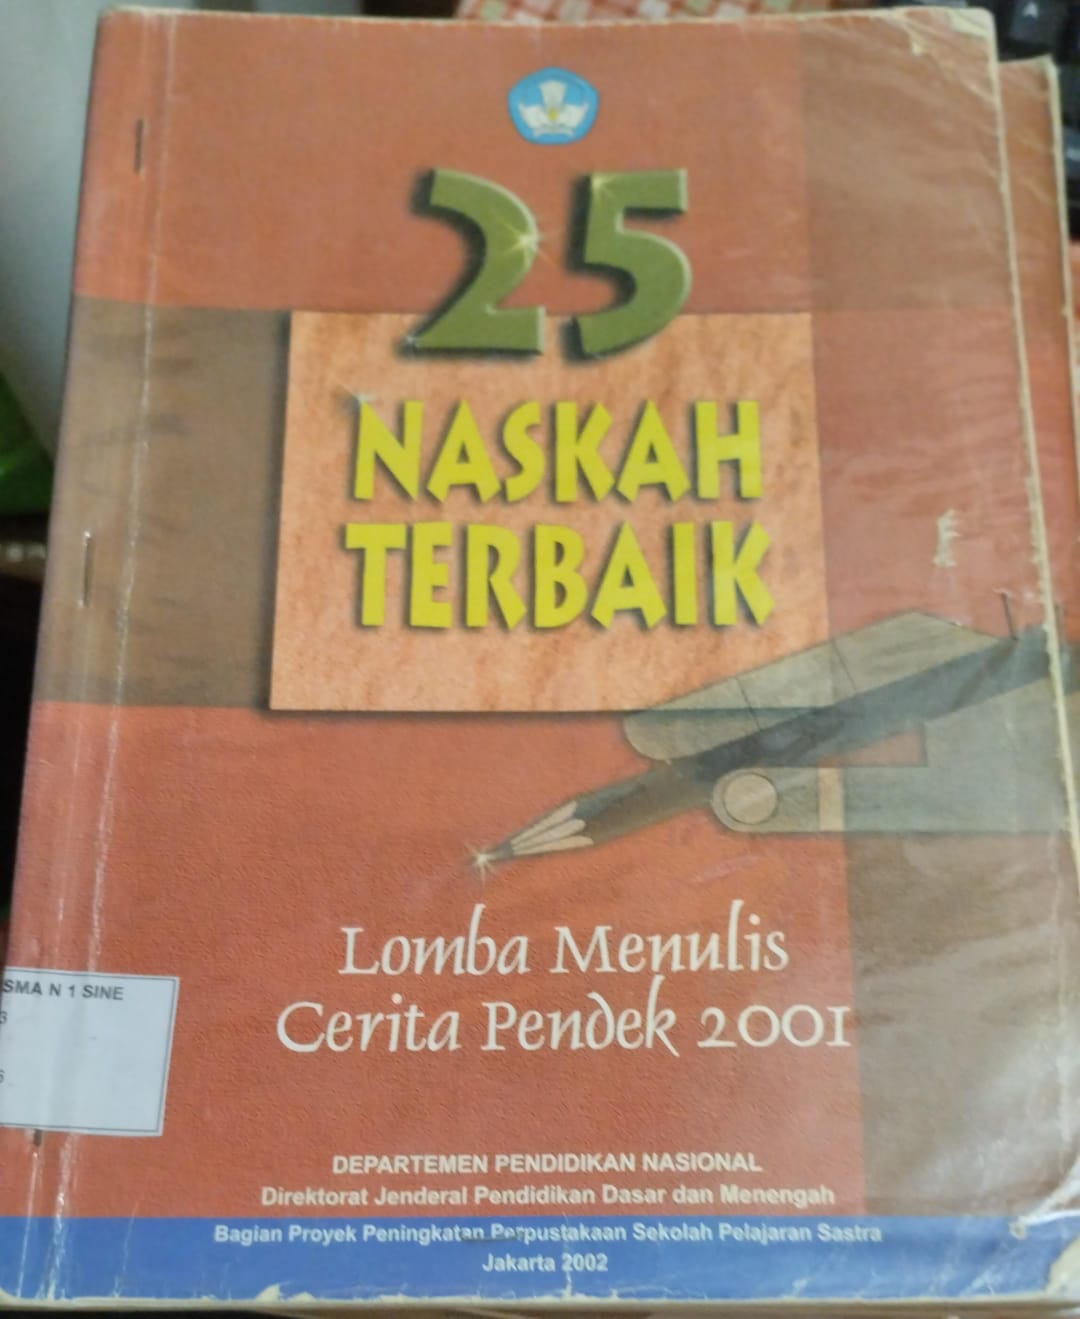 25
NASKAH
TERBAIK
Lomba Menulis
Cerita Pendek 2001
SMA N 1 SINE
3
DEPARTEMEN PENDIDIKAN NASIONAL
Direktorat Jenderal Pendidikan Dasar dan Menengah
Bagian Proyek Peningkatan Perpustakaan Sekolah Pelajaran Sastra
Jakarta 2002